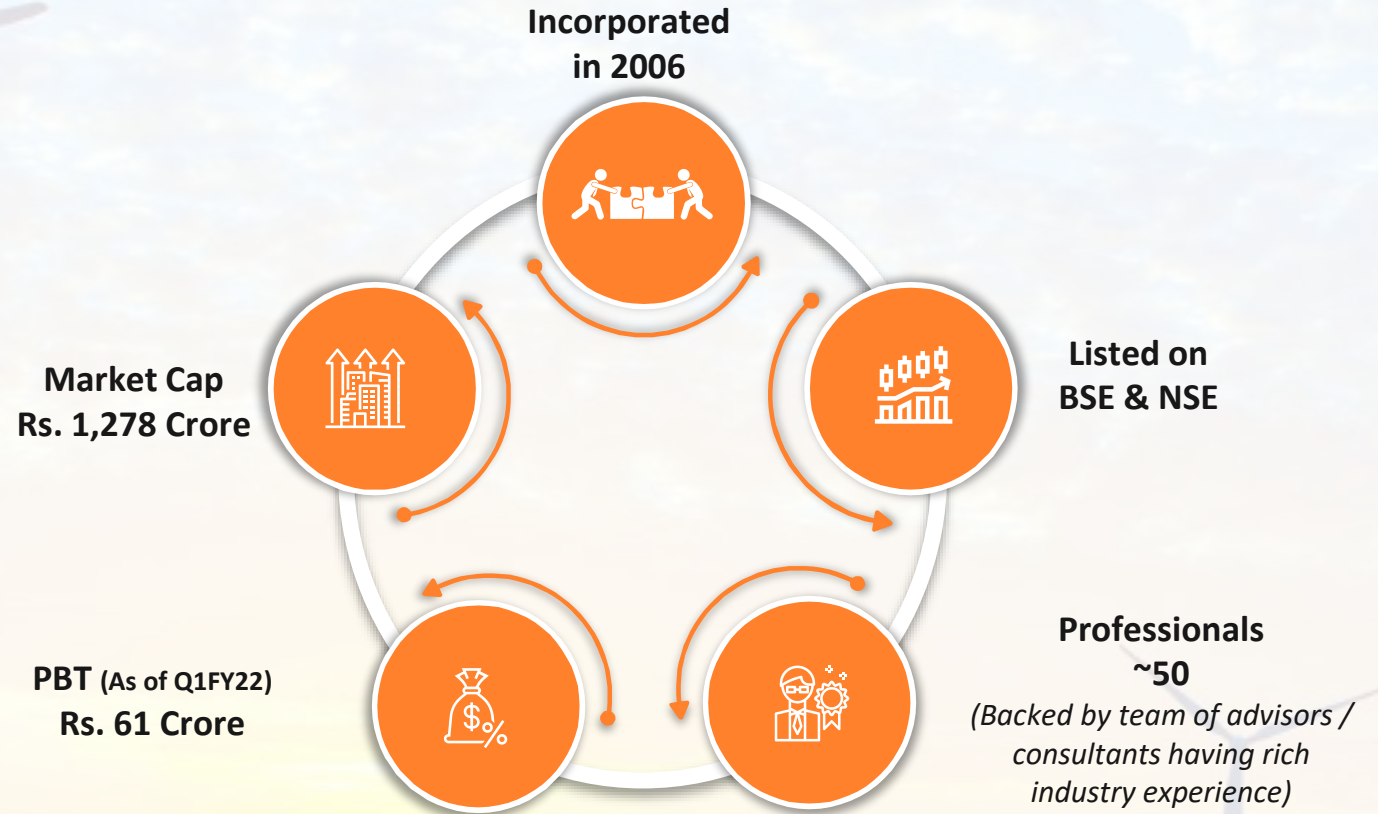 Incorporated
in 2006
Listed on
BSE & NSE
Professionals
~50
(Backed by team of advisors /
consultants having rich
industry experience)
PBT (As of Q1FY22)
Rs. 61 Crore
Market Cap
Rs. 1,278 Crore
$%